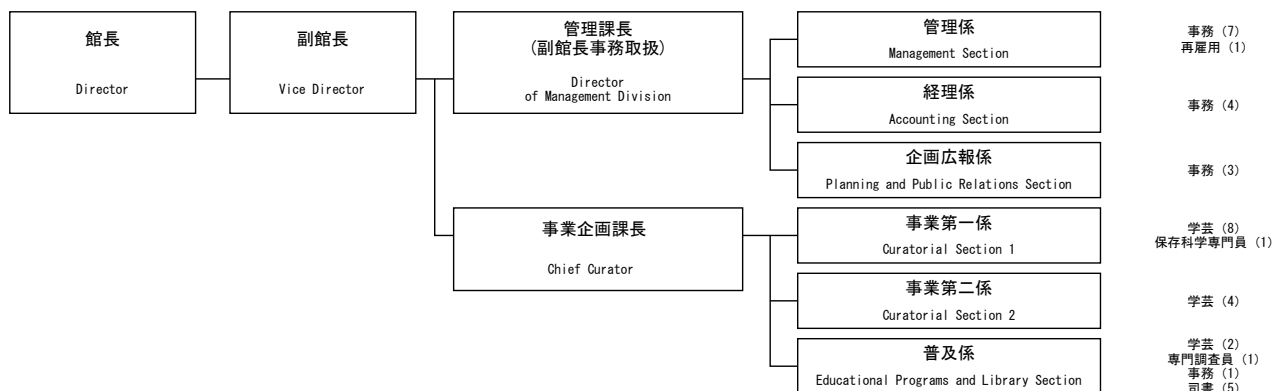 館長
Director
副館長
Vice Director
管理課長
(副館長事務取扱)
Director
of Management Division
管理係
Management Section
事務 (7)
再雇用 (1)
経理係
Accounting Section
事務 (4)
企画広報係
Planning and Public Relations Section
事務 (3)
事業企画課長
Chief Curator
事業第一係
Curatorial Section 1
学芸 (8)
保存科学専門員 (1)
事業第二係
Curatorial Section 2
学芸 (4)
普及係
Educational Programs and Library Section
学芸 (2)
専門調査員 (1)
事務 (1)
司書 (5)